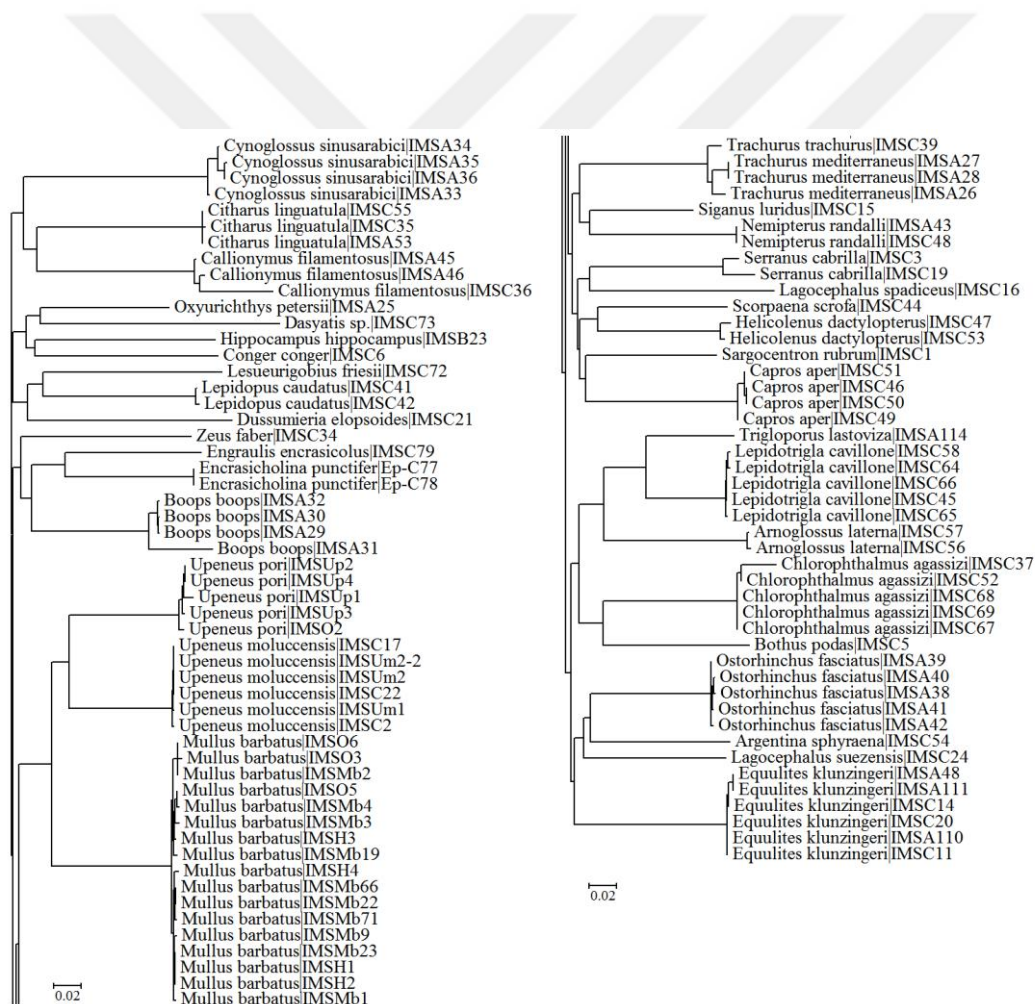 Cynoglossus sinusarabici|IMSA34
Cynoglossus sinusarabici|IMSA35
Cynoglossus sinusarabici|IMSA36
Cynoglossus sinusarabici|IMSA33
Citharus linguatula|IMSC55
Citharus linguatula|IMSC35
Citharus linguatula|IMSA53
Callionymus filamentosus|IMSA45
Callionymus filamentosus|IMSA46
Callionymus filamentosus|IMSC36
Oxyurichthys petersii|IMSA25
Dasyatis sp.|IMSC73
Hippocampus hippocampus|IMSB23
Conger conger|IMSC6
Lesueurigobius friesii|IMSC72
Lepidopus caudatus|IMSC41
Lepidopus caudatus|IMSC42
Dussumieria elopsoides|IMSC21
Zeus faber|IMSC34
Engraulis encrasicolus|IMSC79
Encrasicholina punctifer|Ep-C77
Encrasicholina punctifer|Ep-C78
Boops boops|IMSA32
Boops boops|IMSA30
Boops boops|IMSA29
Boops boops|IMSA31
Upeneus pori|IMSUp2
Upeneus pori|IMSUp4
Upeneus pori|IMSUp1
Upeneus pori|IMSUp3
Upeneus pori|IMSO2
Upeneus moluccensis|IMSC17
Upeneus moluccensis|IMSUm2-2
Upeneus moluccensis|IMSUm2
Upeneus moluccensis|IMSC22
Upeneus moluccensis|IMSUm1
Upeneus moluccensis|IMSC2
Mullus barbatus|IMSO6
Mullus barbatus|IMSO3
Mullus barbatus|IMSMb2
Mullus barbatus|IMSO5
Mullus barbatus|IMSMb4
Mullus barbatus|IMSMb3
Mullus barbatus|IMSH3
Mullus barbatus|IMSMb19
Mullus barbatus|IMSH4
Mullus barbatus|IMSMb66
Mullus barbatus|IMSMb22
Mullus barbatus|IMSMb71
Mullus barbatus|IMSMb9
Mullus barbatus|IMSMb23
Mullus barbatus|IMSH1
Mullus barbatus|IMSH2
Mullus barbatus|IMSMb1
0.02
Trachurus trachurus|IMSC39
Trachurus mediterraneus|IMSA27
Trachurus mediterraneus|IMSA28
Trachurus mediterraneus|IMSA26
Siganus luridus|IMSC15
Nemipterus randalli|IMSA43
Nemipterus randalli|IMSC48
Serranus cabrilla|IMSC3
Serranus cabrilla|IMSC19
Lagocephalus spadiceus|IMSC16
Scorpaena scrofa|IMSC44
Helicolenus dactylopterus|IMSC47
Helicolenus dactylopterus|IMSC53
Sargocentron rubrum|IMSC1
Capros aper|IMSC51
Capros aper|IMSC46
Capros aper|IMSC50
Capros aper|IMSC49
Trigloporus lastoviza|IMSA114
Lepidotrigla cavillone|IMSC58
Lepidotrigla cavillone|IMSC64
Lepidotrigla cavillone|IMSC66
Lepidotrigla cavillone|IMSC45
Lepidotrigla cavillone|IMSC65
Arnoglossus laterna|IMSC57
Arnoglossus laterna|IMSC56
Chlorophthalmus agassizi|IMSC37
Chlorophthalmus agassizi|IMSC52
Chlorophthalmus agassizi|IMSC68
Chlorophthalmus agassizi|IMSC69
Chlorophthalmus agassizi|IMSC67
Bothus podas|IMSC5
Ostorhinchus fasciatus|IMSA39
Ostorhinchus fasciatus|IMSA40
Ostorhinchus fasciatus|IMSA38
Ostorhinchus fasciatus|IMSA41
Ostorhinchus fasciatus|IMSA42
Argentina sphyraena|IMSC54
Lagocephalus suezensis|IMSC24
Equulites klunzingeri|IMSA48
Equulites klunzingeri|IMSA111
Equulites klunzingeri|IMSC14
Equulites klunzingeri|IMSC20
Equulites klunzingeri|IMSA110
Equulites klunzingeri|IMSC11
0.02